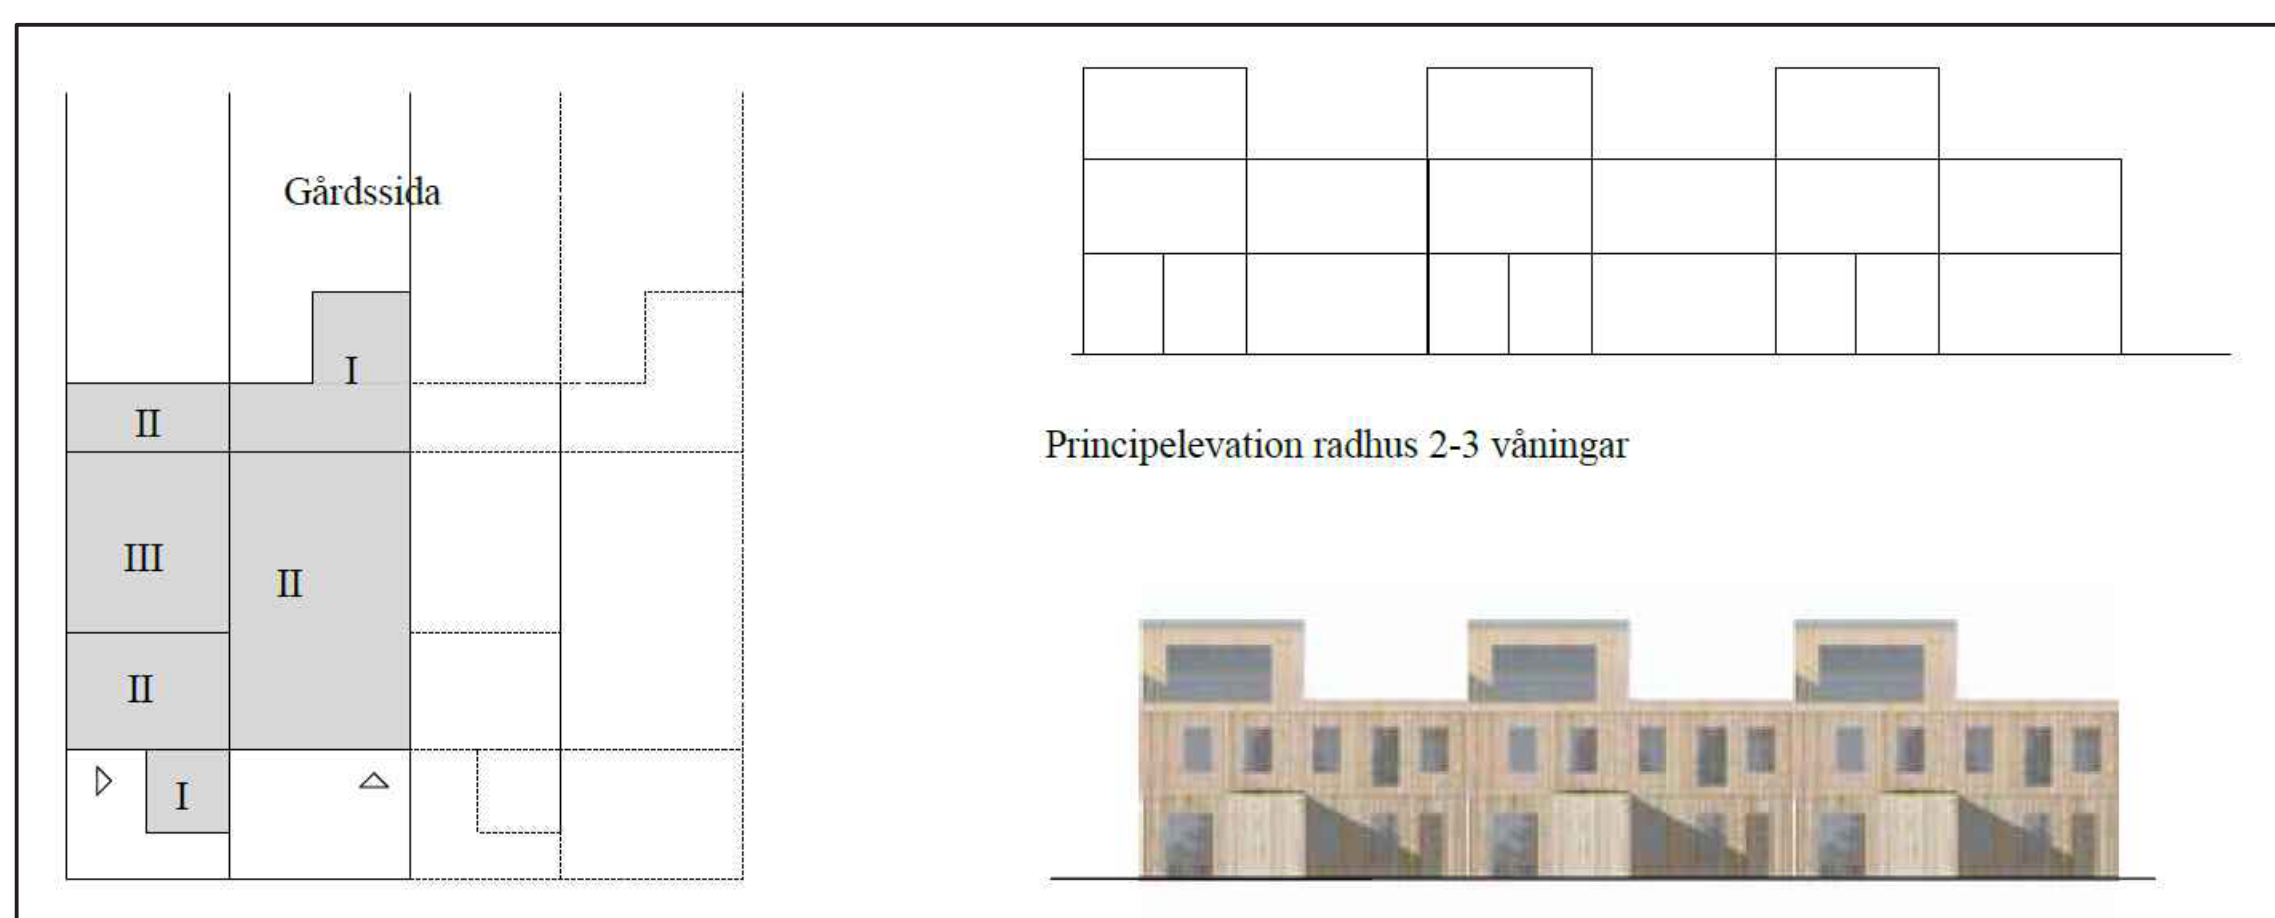 Gårdssida
I
II
III
II
II
I
Principelevation radhus 2-3 våningar